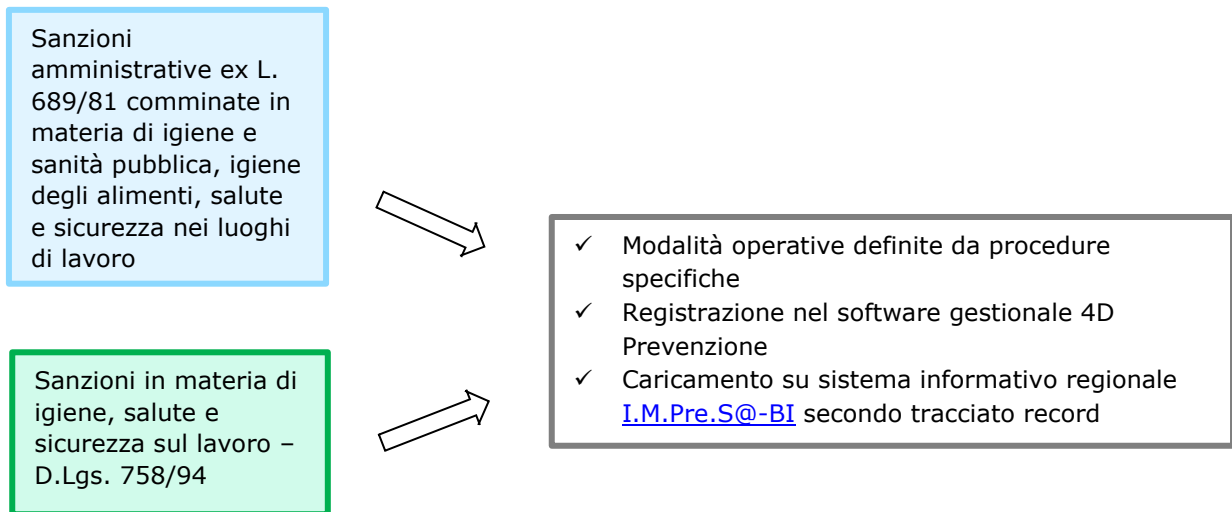 Sanzioni
amministrative ex L.
689/81 comminate in
materia di igiene e
sanità pubblica, igiene
degli alimenti, salute
e sicurezza nei luoghi
di lavoro
✓ Modalità operative definite da procedure
specifiche
✓ Registrazione nel software gestionale 4D
Prevenzione
✓ Caricamento su sistema informativo regionale
I.M.Pre.S@-BI secondo tracciato record
Sanzioni in materia di
igiene, salute e
sicurezza sul lavoro –
D.Lgs. 758/94